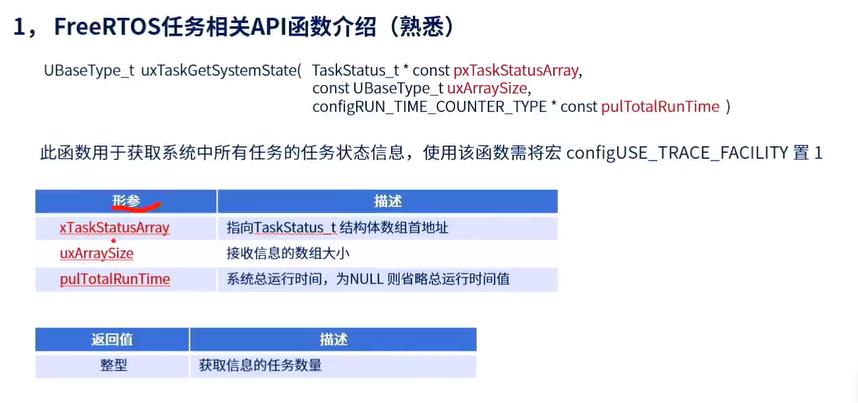 1， FreeRTOS任务相关API函数介绍（熟悉）
UBaseType_t uxTaskGetSystemState( TaskStatus_t * const pxTaskStatusArray,
const UBaseType_t uxArraySize,
configRUN_TIME_COUNTER_TYPE * const pulTotalRunTime )
此函数用于获取系统中所有任务的任务状态信息，使用该函数需将宏 configUSE_TRACE_FACILITY 置 1
形参 描述
xTaskStatusArray 指向TaskStatus_t 结构体数组首地址
uxArraySize 接收信息的数组大小
pulTotalRunTime 系统总运行时间，为NULL 则省略总运行时间值
返回值 描述
整型 获取信息的任务数量